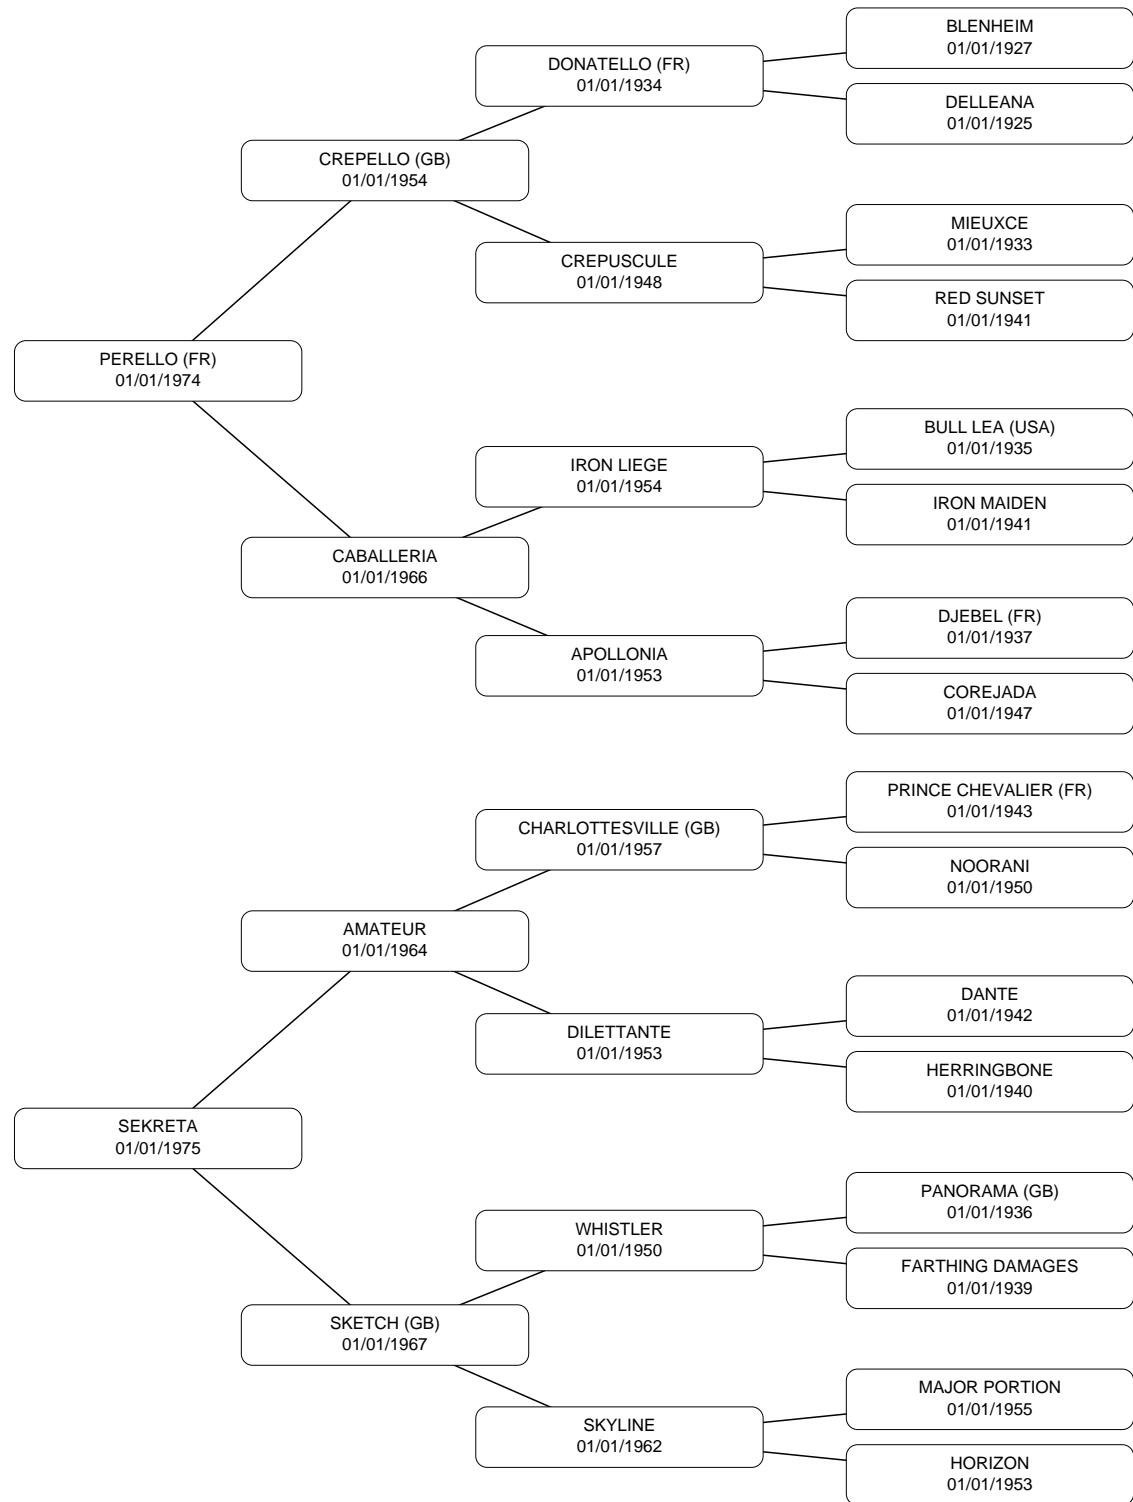 BLENHEIM
01/01/1927
DONATELLO (FR)
01/01/1934
DELLEANA
01/01/1925
CREPELLO (GB)
01/01/1954
MIEUXCE
01/01/1933
CREPUSCULE
01/01/1948
RED SUNSET
01/01/1941
PERELLO (FR)
01/01/1974
BULL LEA (USA)
01/01/1935
IRON LIEGE
01/01/1954
IRON MAIDEN
01/01/1941
CABALLERIA
01/01/1966
DJEBEL (FR)
01/01/1937
APOLLONIA
01/01/1953
COREJADA
01/01/1947
PRINCE CHEVALIER (FR)
01/01/1943
CHARLOTTESVILLE (GB)
01/01/1957
NOORANI
01/01/1950
AMATEUR
01/01/1964
DANTE
01/01/1942
DILETTANTE
01/01/1953
HERRINGBONE
01/01/1940
SEKRETA
01/01/1975
PANORAMA (GB)
01/01/1936
WHISTLER
01/01/1950
FARTHING DAMAGES
01/01/1939
SKETCH (GB)
01/01/1967
MAJOR PORTION
01/01/1955
SKYLINE
01/01/1962
HORIZON
01/01/1953